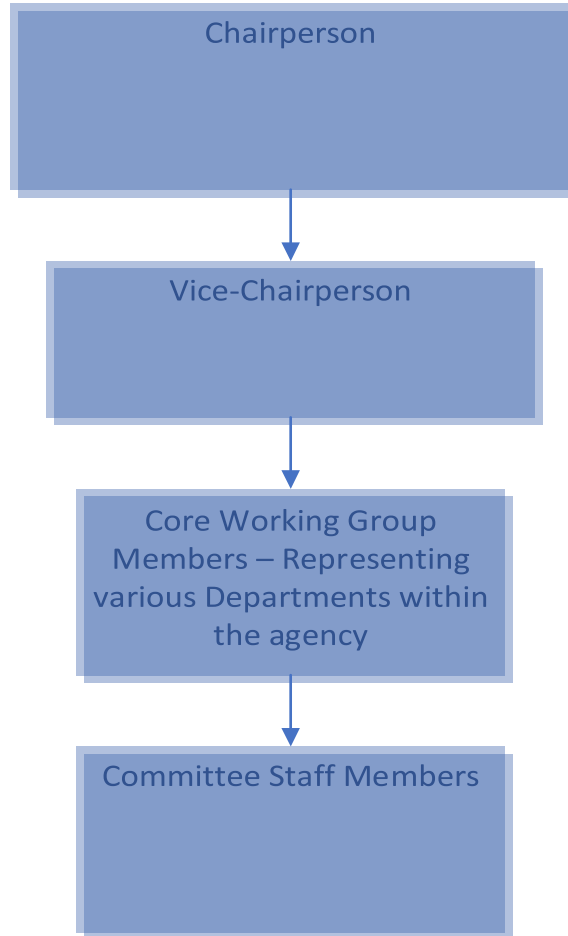 Chairperson
Vice-Chairperson
Core Working Group
Members – Representing
various Departments within
the agency
Committee Staff Members